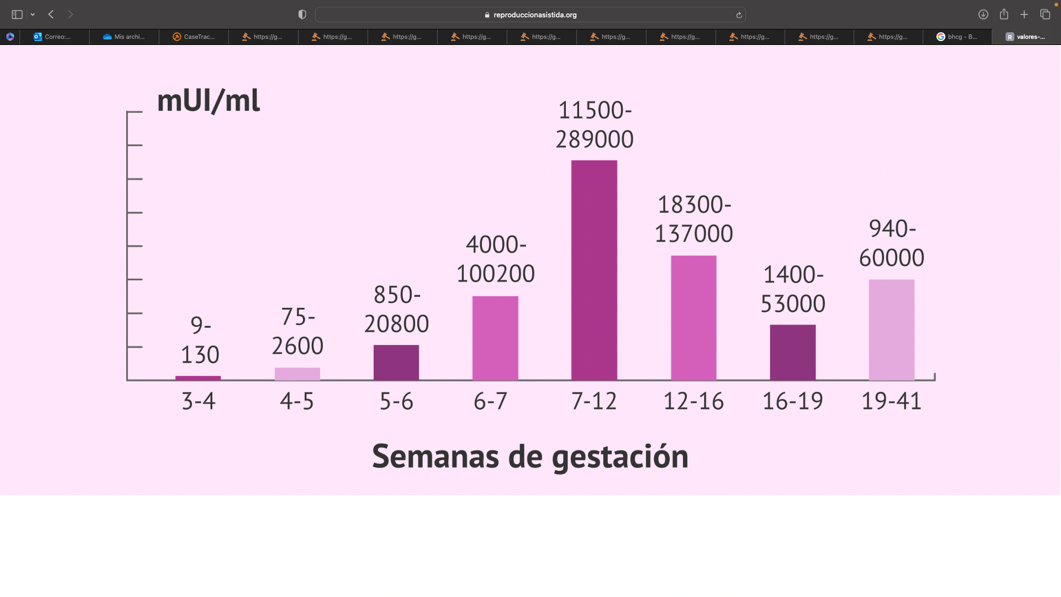 reproduccionasistida.org
Correo:...
Mis archi...
CaseTrac...
https://g...
https://g...
https://g...
https://g...
https://g...
https://g...
https://g...
https://g...
https://g...
https://g...
bhcg - B...
valores-...
mUI/ml
9-
130
75-
2600
850-
20800
4000-
100200
11500-
289000
18300-
137000
1400-
53000
940-
60000
3-4
4-5
5-6
6-7
7-12
12-16
16-19
19-41
Semanas de gestación